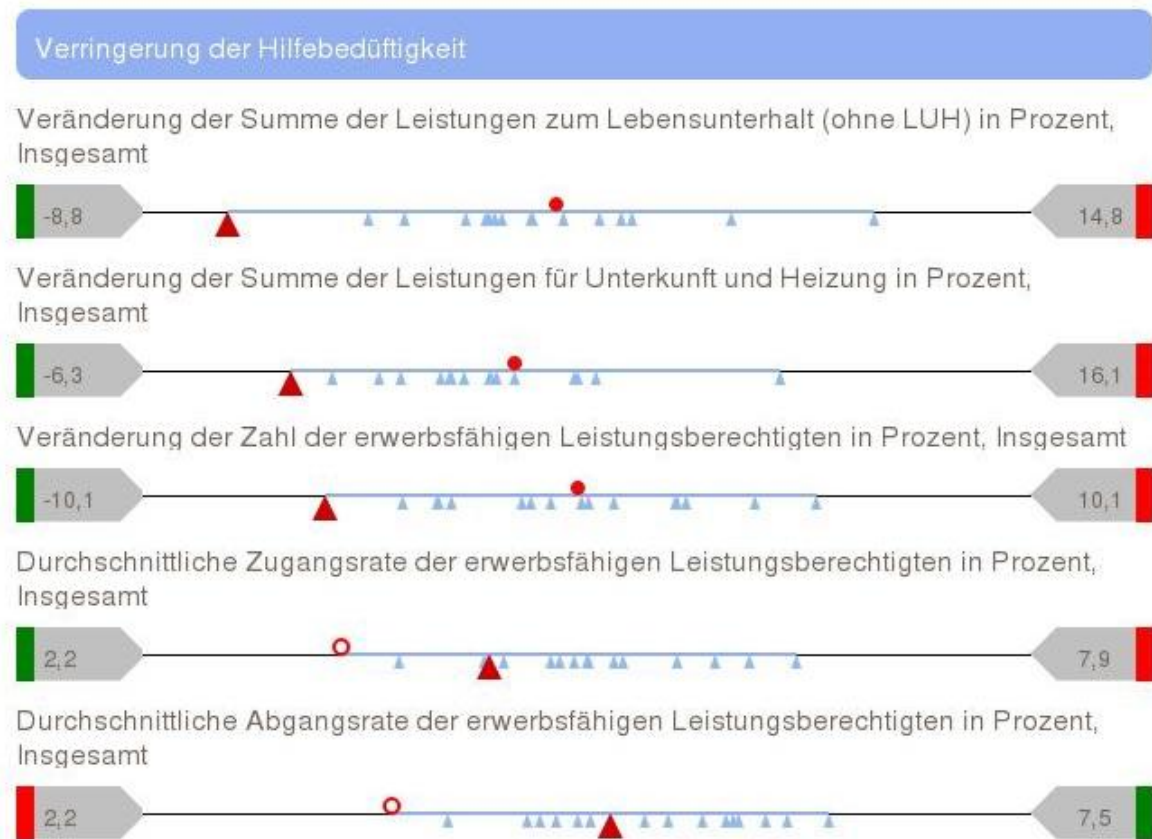 Verringerung der Hilfebedüftigkeit
Veränderung der Summe der Leistungen zum Lebensunterhalt (ohne LUH) in Prozent,
Insgesamt
-8,8 14,8
Veränderung der Summe der Leistungen für Unterkunft und Heizung in Prozent,
Insgesamt
-6,3 16,1
Veränderung der Zahl der erwerbsfähigen Leistungsberechtigten in Prozent, Insgesamt
-10,1 10,1
Durchschnittliche Zugangsrate der erwerbsfähigen Leistungsberechtigten in Prozent,
Insgesamt
2,2 7,9
Durchschnittliche Abgangsrate der erwerbsfähigen Leistungsberechtigten in Prozent,
Insgesamt
2,2 7,5